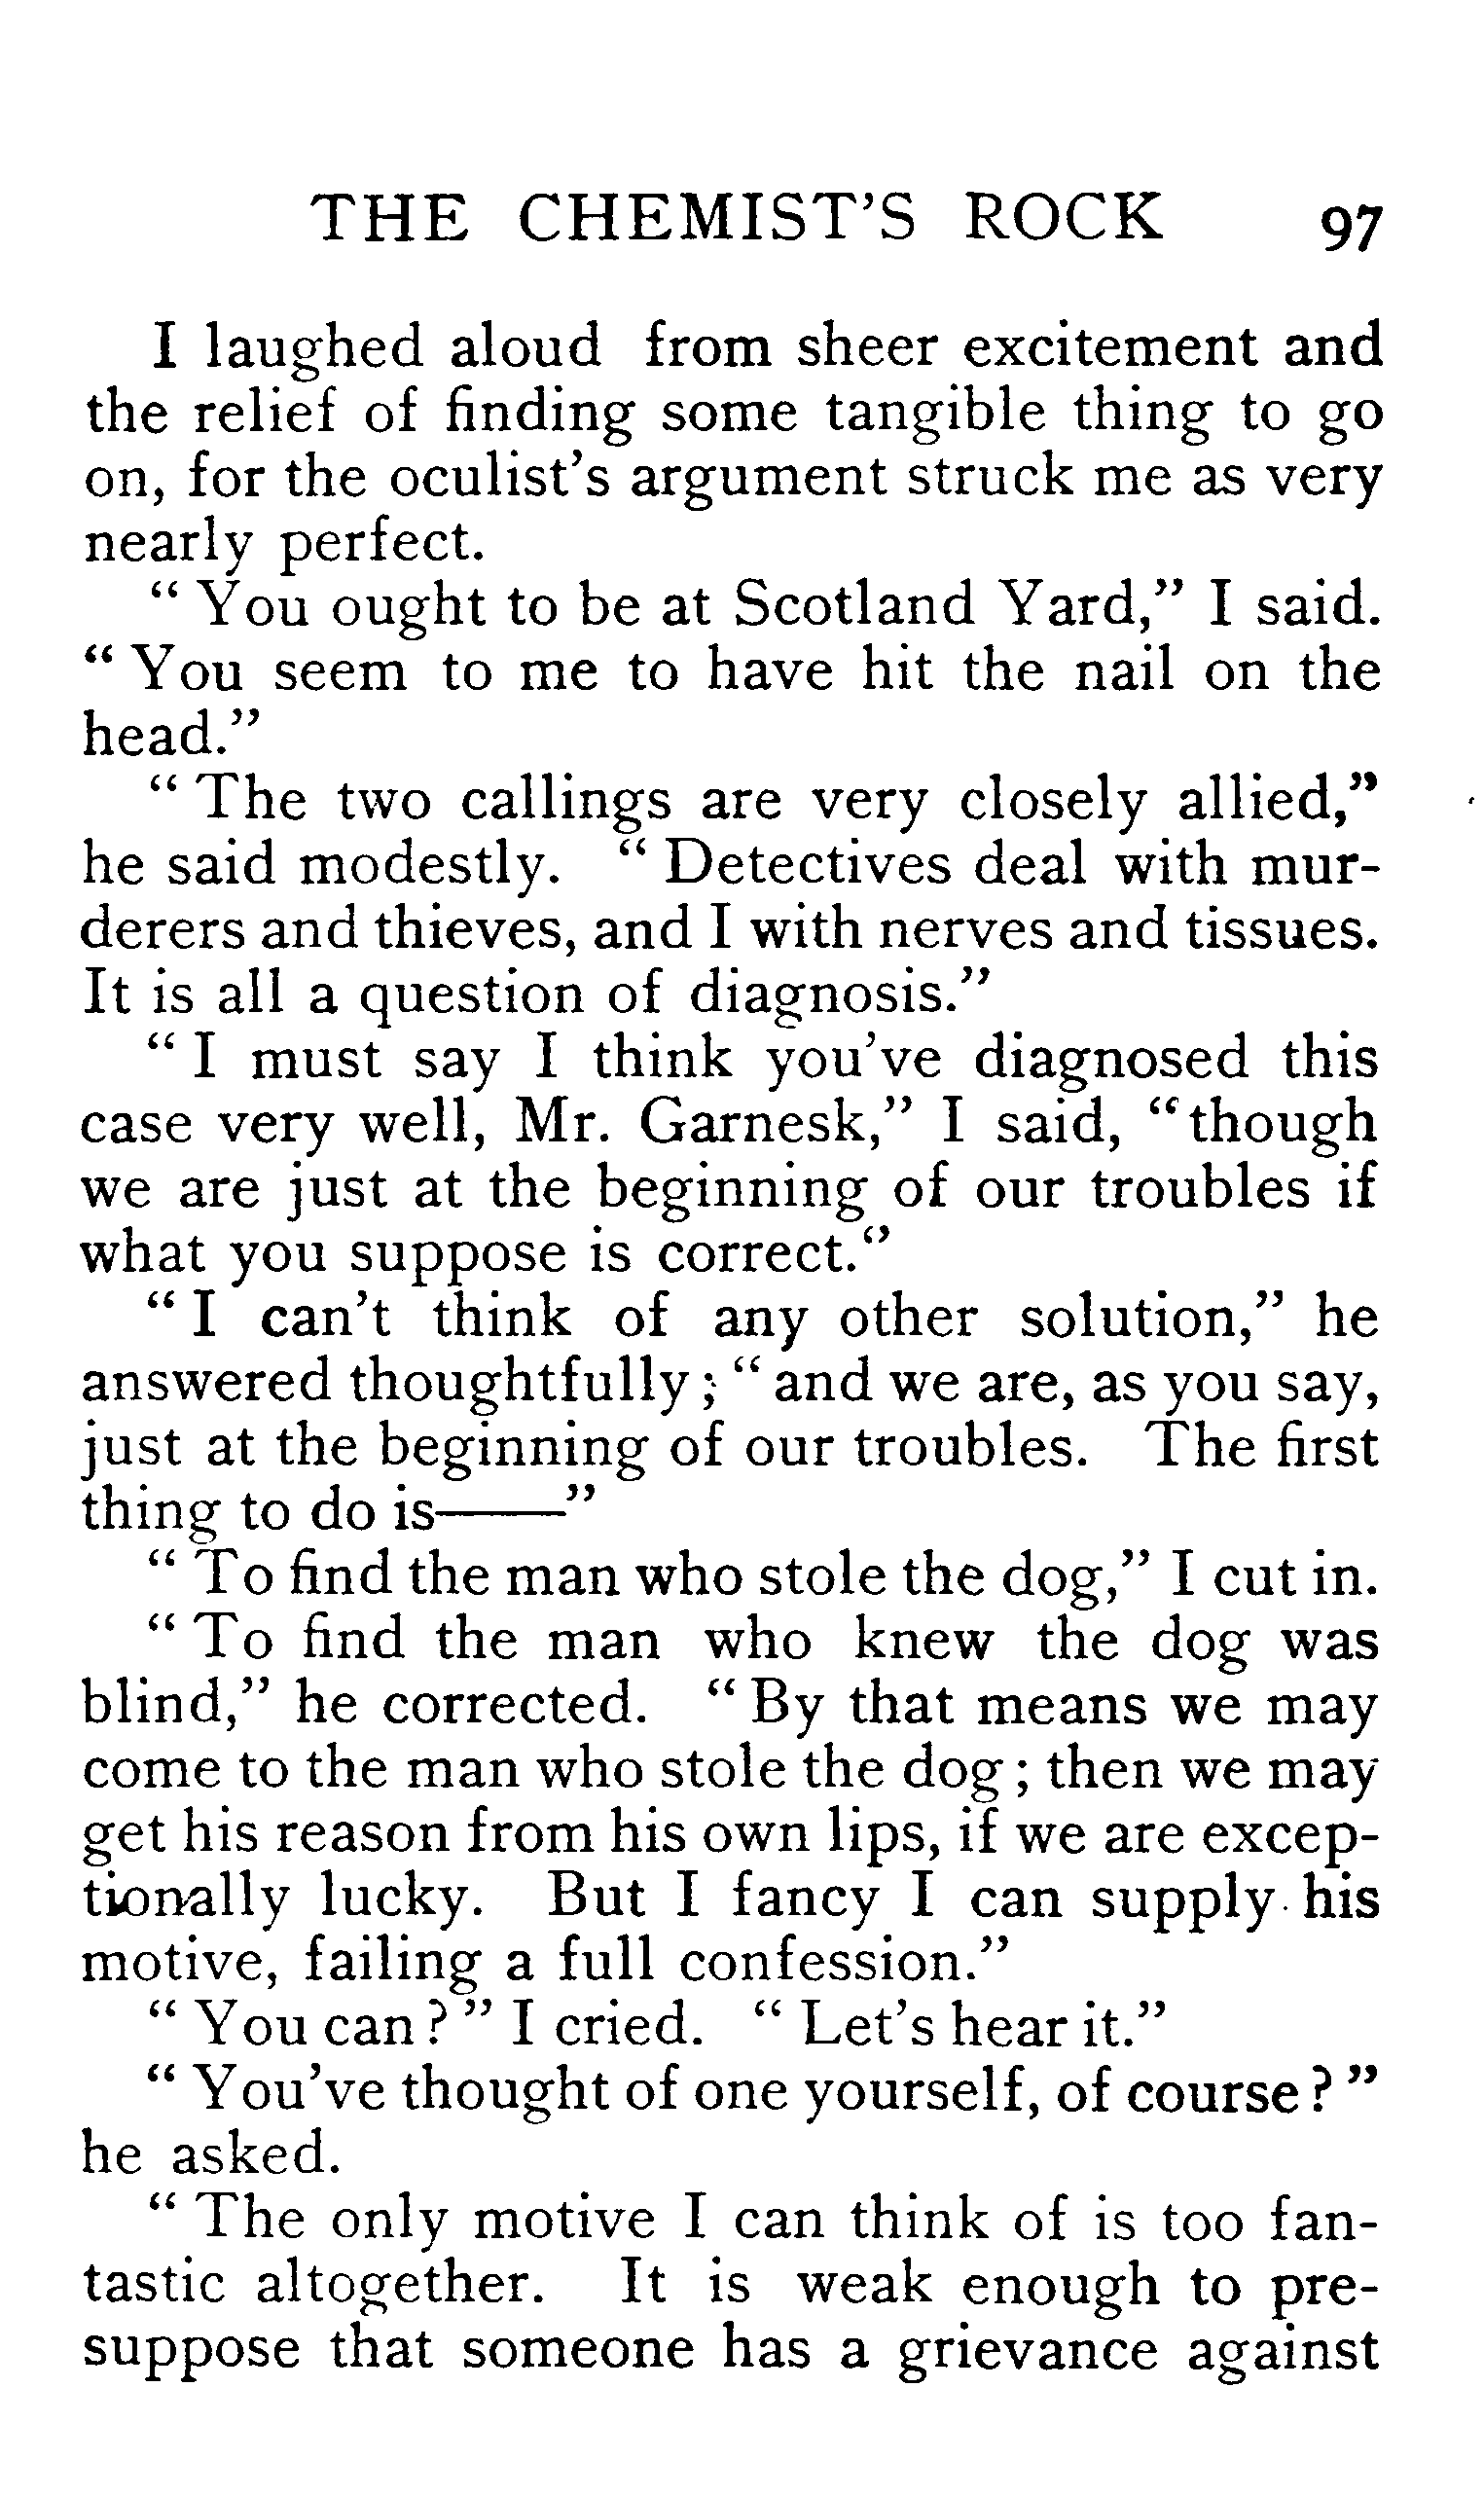 THE CHEMIST'S ROCK 97
I laughed aloud from sheer excitement and
the relief of finding some tangible thing to go
on, for the oculist's argument struck me as very
nearly perfect.
“ You ought to be at Scotland Yard,” I said.
“ You seem to me to have hit the nail on the
head.”
“ The two callings are very closely allied,”
he said modestly. “ Detectives deal with mur-
derers and thieves, and I with nerves and tissues.
It is all a question of diagnosis.”
“ I must say I think you've diagnosed this
case very well, Mr. Garnesk,” I said, “though
we are just at the beginning of our troubles if
what you suppose is correct.”
“ I can't think of any other solution,” he
answered thoughtfully ; “ and we are, as you say,
just at the beginning of our troubles. The first
thing to do is——”
“ To find the man who stole the dog,” I cut in.
“ To find the man who knew the dog was
blind,” he corrected. “ By that means we may
come to the man who stole the dog ; then we may
get his reason from his own lips, if we are excep-
tionally lucky. But I fancy I can supply his
motive, failing a full confession.”
“ You can ? ” I cried. “ Let's hear it.”
“ You've thought of one yourself, of course ? ”
he asked.
“ The only motive I can think of is too fan-
tastic altogether. It is weak enough to pre-
suppose that someone has a grievance against